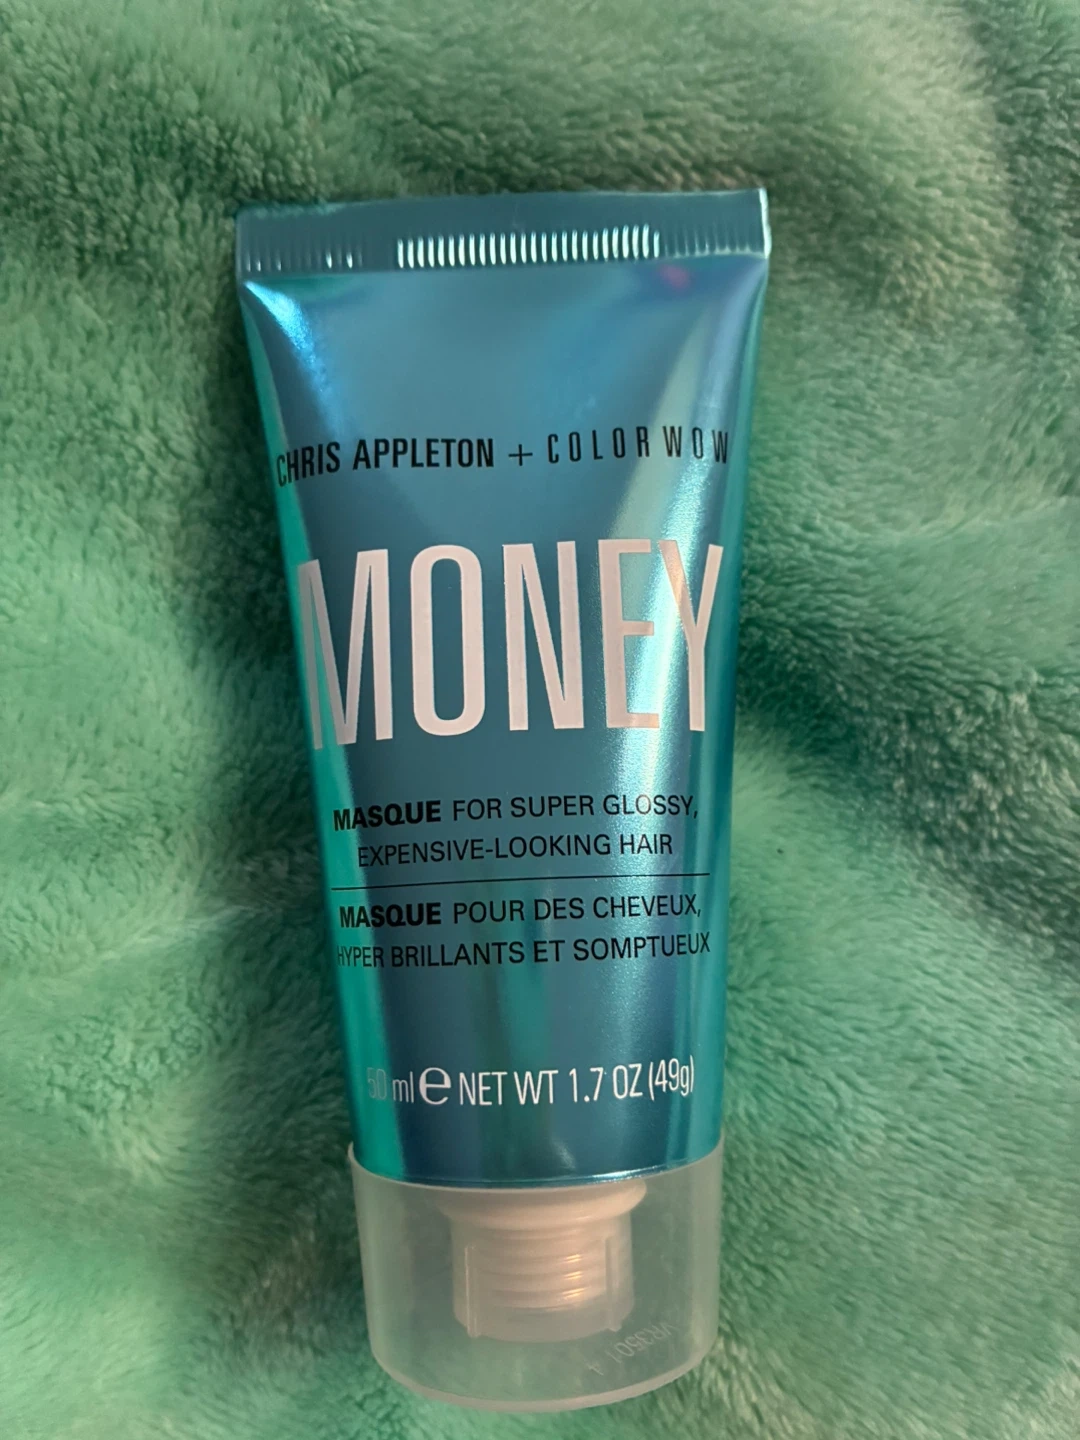 CHRIS APPLETON + COLOR WOW
MONEY
MASQUE FOR SUPER GLOSSY,
EXPENSIVE-LOOKING HAIR
MASQUE POUR DES CHEVEUX,
HYPER BRILLANTS ET SOMPTUEUX
50 ml e NET WT 1.7 OZ (49g)